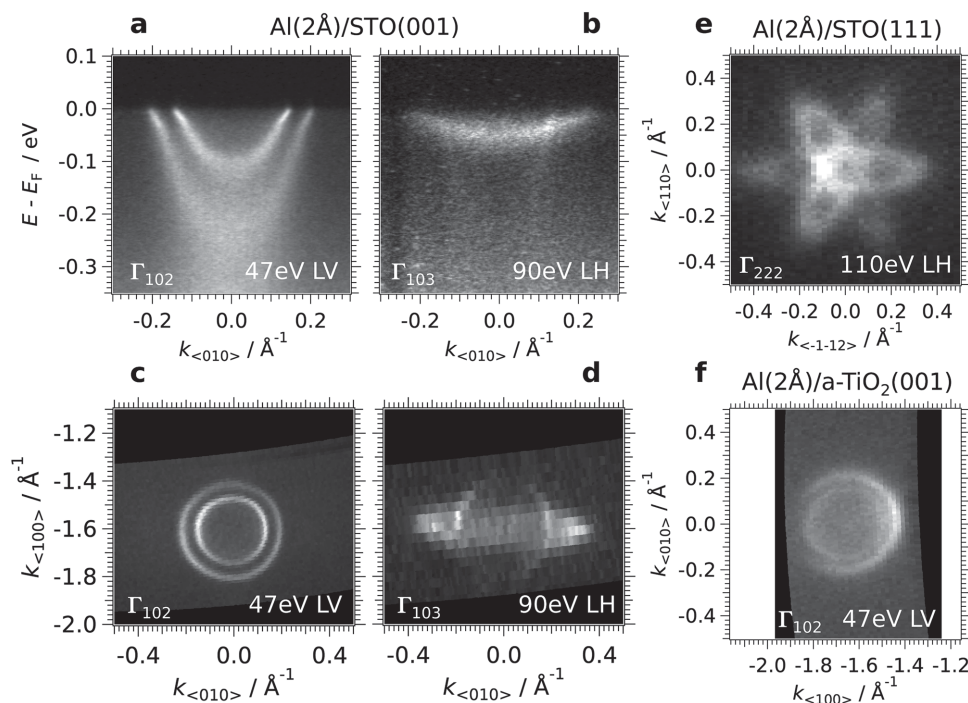 Al(2Å)/STO(001)
a
b
0.1
0.0
-0.1
-0.2
-0.3
E - E_F / eV
Γ102
47eV LV
Γ103
90eV LH
-0.2
0.0
0.2
-0.2
0.0
0.2
k<010> / Å-1
k<010> / Å-1
c
d
-1.2
-1.4
-1.6
-1.8
-2.0
k<100> / Å-1
Γ102
47eV LV
Γ103
90eV LH
-0.4
0.0
0.4
-0.4
0.0
0.4
k<010> / Å-1
k<010> / Å-1
e
Al(2Å)/STO(111)
0.4
0.2
0.0
-0.2
-0.4
k<110> / Å-1
Γ222
110eV LH
-0.4
-0.2
0.0
0.2
0.4
k<-1-12> / Å-1
f
Al(2Å)/a-TiO2(001)
0.4
0.2
0.0
-0.2
-0.4
k<010> / Å-1
Γ102
47eV LV
-2.0
-1.8
-1.6
-1.4
-1.2
k<100> / Å-1